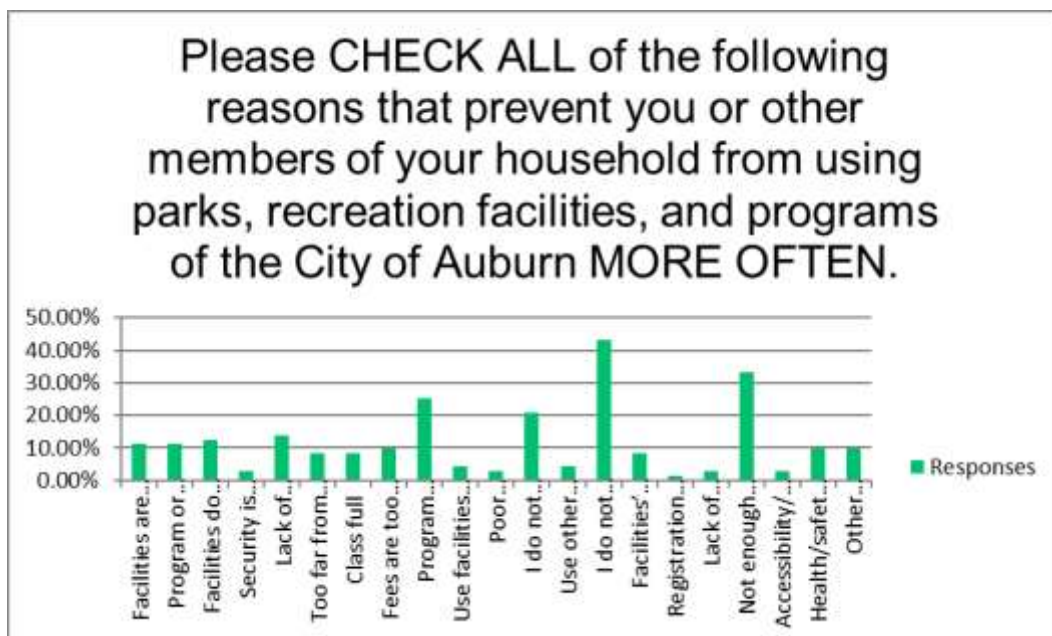 Please CHECK ALL of the following
reasons that prevent you or other
members of your household from using
parks, recreation facilities, and programs
of the City of Auburn MORE OFTEN.
50.00%
40.00%
30.00%
20.00%
10.00%
0.00%
Facilities are…
Program or…
Facilities do…
Security is…
Lack of…
Too far from…
Class full
Fees are too…
Program…
Use facilities…
Poor…
I do not…
Use other…
I do not…
Facilities’…
Registration…
Lack of…
Not enough…
Accessibility/…
Health/safet…
Other…
Responses